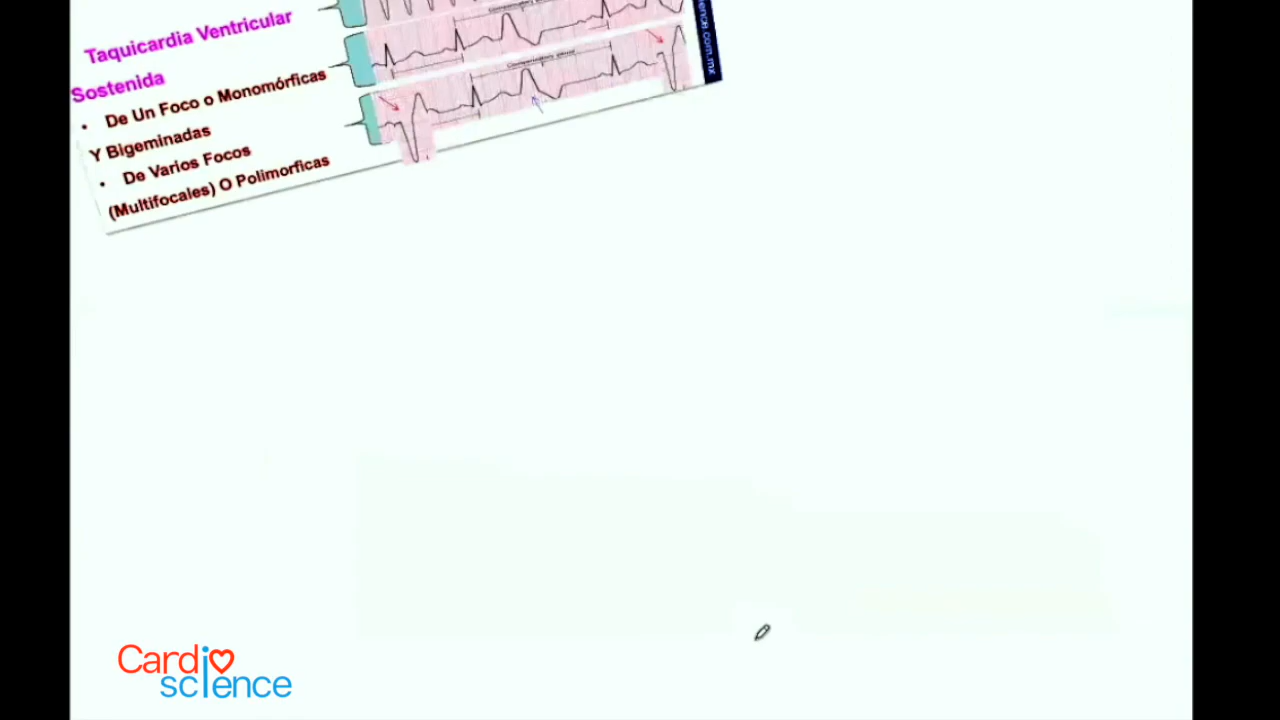 Taquicardia Ventricular
Sostenida
• De Un Foco o Monomórficas
Y Bigeminadas
• De Varios Focos
(Multifocales) O Polimorficas
Cardio
science